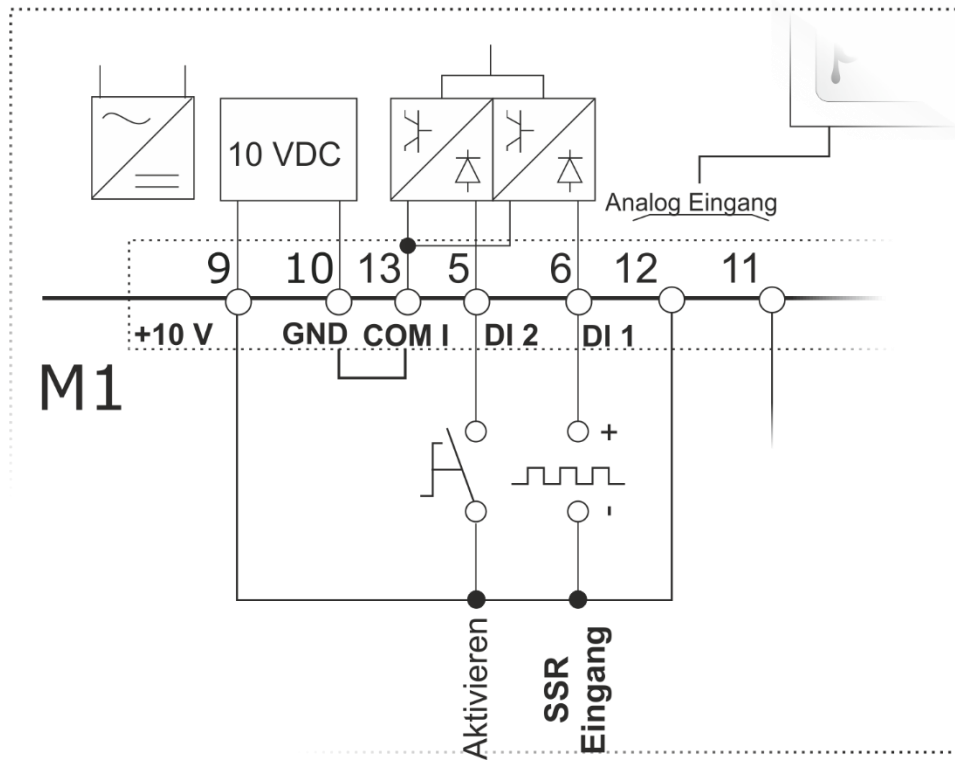 10 VDC
Analog Eingang
9 10 13 5 6 12 11
+10 V GND COM I DI 2 DI 1
M1
+
-
Aktivieren
SSR
Eingang